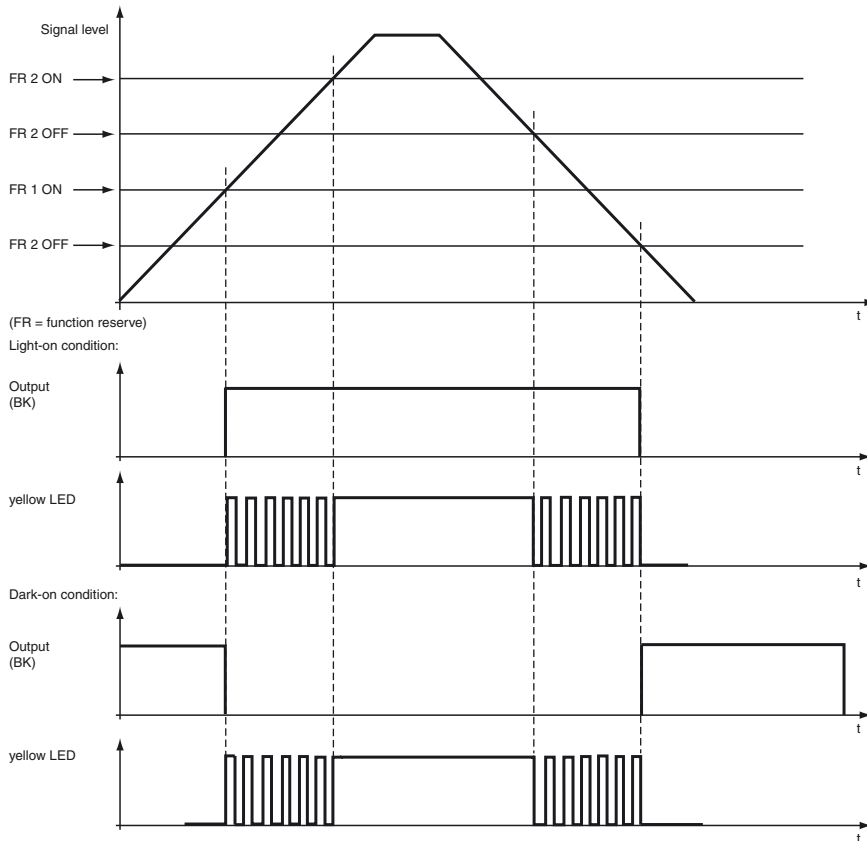 Signal level
FR 2 ON
FR 2 OFF
FR 1 ON
FR 2 OFF
t
(FR = function reserve)
Light-on condition:
Output
(BK)
t
yellow LED
t
Dark-on condition:
Output
(BK)
t
yellow LED
t